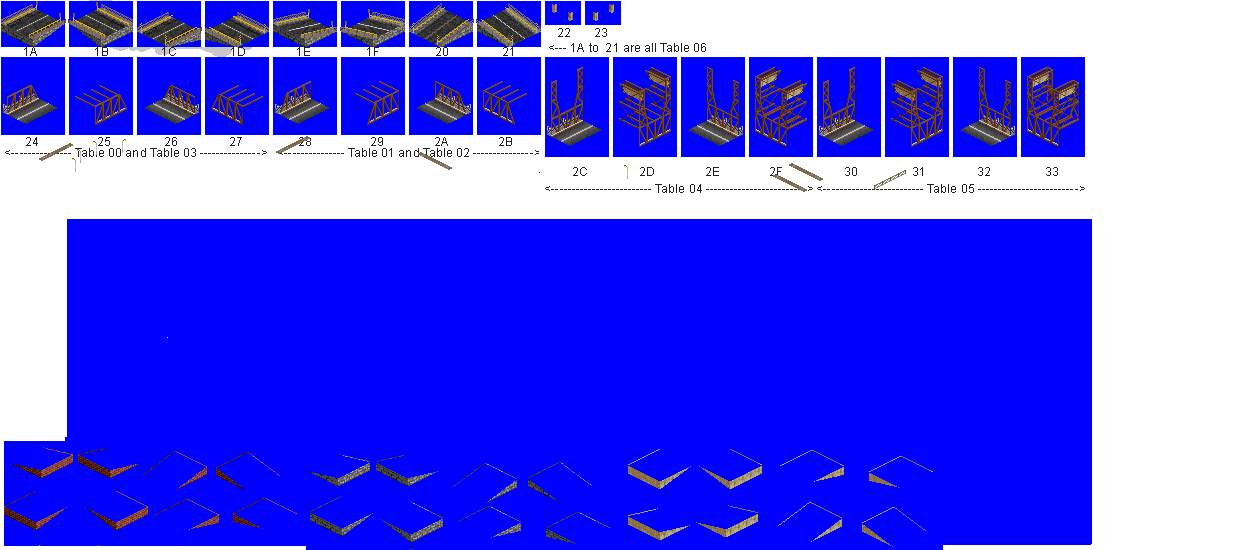 22 23
1A 1B 1C 1D 1E 1F 20 21
<--- 1A to 21 are all Table 06
24 25 26 27 28 29 2A 2B
<------------ Table 00 and Table 03 ------------> <------------ Table 01 and Table 02 ------------>
2C 2D 2E 2F 30 31 32 33
<------------------- Table 04 -------------------> <------------------- Table 05 ------------------->